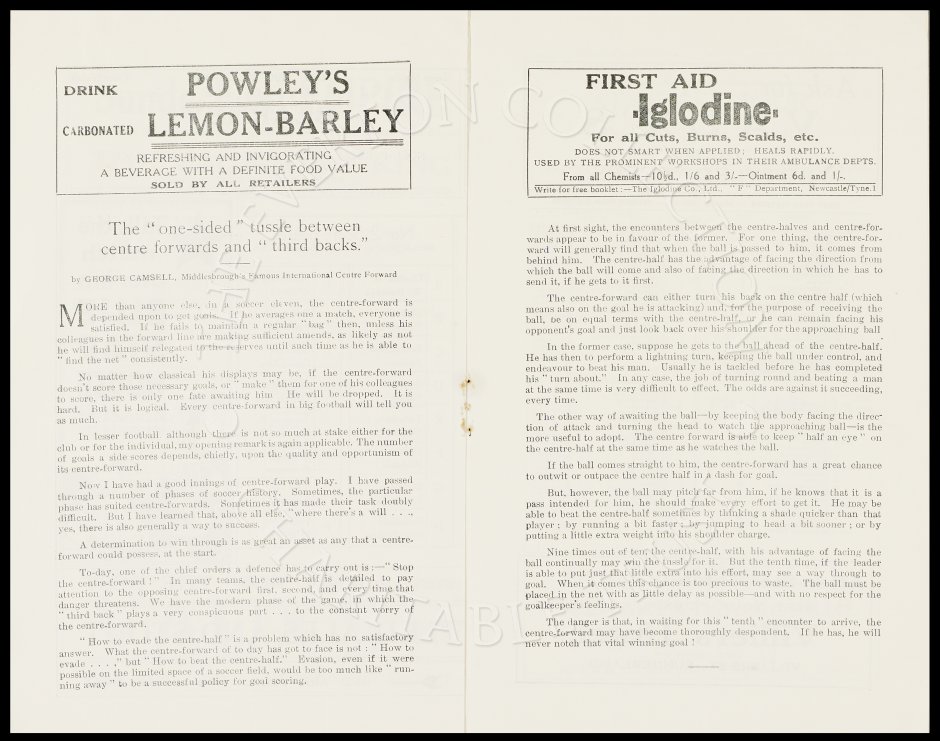 DRINK POWLEY'S
CARBONATED LEMON-BARLEY
REFRESHING AND INVIGORATING
A BEVERAGE WITH A DEFINITE FOOD VALUE
SOLD BY ALL RETAILERS
The "one-sided" tussle between
centre forwards and "third backs."
by GEORGE CAMSELL, Middlesbrough's Famous International Centre Forward
MORE than anyone else, in a soccer eleven, the centre-forward is
depended upon to get goals. If he averages one a match, everyone is
satisfied. If he fails to maintain a regular "bag" then, unless his
colleagues in the forward line are making sufficient amends, as likely as not
he will find himself relegated to the reserves until such time as he is able to
"find the net" consistently.
No matter how classical his displays may be, if the centre-forward
doesn't score those necessary goals, or "make" them for one of his colleagues
to score, there is only one fate awaiting him He will be dropped. It is
hard. But it is logical. Every centre-forward in big football will tell you
as much.
In lesser football although there is not so much at stake either for the
club or for the individual, my opening remark is again applicable. The number
of goals a side scores depends, chiefly, upon the quality and opportunism of
its centre-forward.
Now I have had a good innings of centre-forward play. I have passed
through a number of phases of soccer history. Sometimes, the particular
phase has suited centre-forwards. Sometimes it has made their task doubly
difficult. But I have learned that, above all else, "where there's a will . . .
yes, there is also generally a way to success.
A determination to win through is as great an asset as any that a centre-
forward could possess, at the start.
To-day, one of the chief orders a defence has to carry out is :—"Stop
the centre-forward!" In many teams, the centre-half is detailed to pay
attention to the opposing centre-forward first, second, and every time that
danger threatens. We have the modern phase of the game, in which the
"third back" plays a very conspicuous part . . . . to the constant worry of
the centre-forward.
"How to evade the centre-half" is a problem which has no satisfactory
answer. What the centre-forward of to day has got to face is not : "How to
evade . . . ." but "How to beat the centre-half." Evasion, even if it were
possible on the limited space of a soccer field, would be too much like "run-
ning away" to be a successful policy for goal scoring.
FIRST AID
·Iglodine·
For all Cuts, Burns, Scalds, etc.
DOES NOT SMART WHEN APPLIED; HEALS RAPIDLY.
USED BY THE PROMINENT WORKSHOPS IN THEIR AMBULANCE DEPTS.
From all Chemists—10½d., 1/6 and 3/-—Ointment 6d. and 1/-.
Write for free booklet :—The Iglodine Co., Ltd., "F" Department, Newcastle/Tyne.1
At first sight, the encounters between the centre-halves and centre-for-
wards appear to be in favour of the former. For one thing, the centre-for-
ward will generally find that when the ball is passed to him, it comes from
behind him. The centre-half has the advantage of facing the direction from
which the ball will come and also of facing the direction in which he has to
send it, if he gets to it first.
The centre-forward can either turn his back on the centre half (which
means also on the goal he is attacking) and, for the purpose of receiving the
ball, be on equal terms with the centre-half, or he can remain facing his
opponent's goal and just look back over his shoulder for the approaching ball
In the former case, suppose he gets to the ball ahead of the centre-half.
He has then to perform a lightning turn, keeping the ball under control, and
endeavour to beat his man. Usually he is tackled before he has completed
his "turn about." In any case, the job of turning round and beating a man
at the same time is very difficult to effect. The odds are against it succeeding,
every time.
The other way of awaiting the ball—by keeping the body facing the direc-
tion of attack and turning the head to watch the approaching ball—is the
more useful to adopt. The centre forward is able to keep "half an eye" on
the centre-half at the same time as he watches the ball.
If the ball comes straight to him, the centre-forward has a great chance
to outwit or outpace the centre half in a dash for goal.
But, however, the ball may pitch far from him, if he knows that it is a
pass intended for him, he should make every effort to get it. He may be
able to beat the centre-half sometimes by thinking a shade quicker than that
player; by running a bit faster; by jumping to head a bit sooner; or by
putting a little extra weight into his shoulder charge.
Nine times out of ten, the centre-half, with his advantage of facing the
ball continually may win the tussle for it. But the tenth time, if the leader
is able to put just that little extra into his effort, may see a way through to
goal. When it comes this chance is too precious to waste. The ball must be
placed in the net with as little delay as possible—and with no respect for the
goalkeeper's feelings.
The danger is that, in waiting for this "tenth" encounter to arrive, the
centre-forward may have become thoroughly despondent. If he has, he will
never notch that vital winning goal!